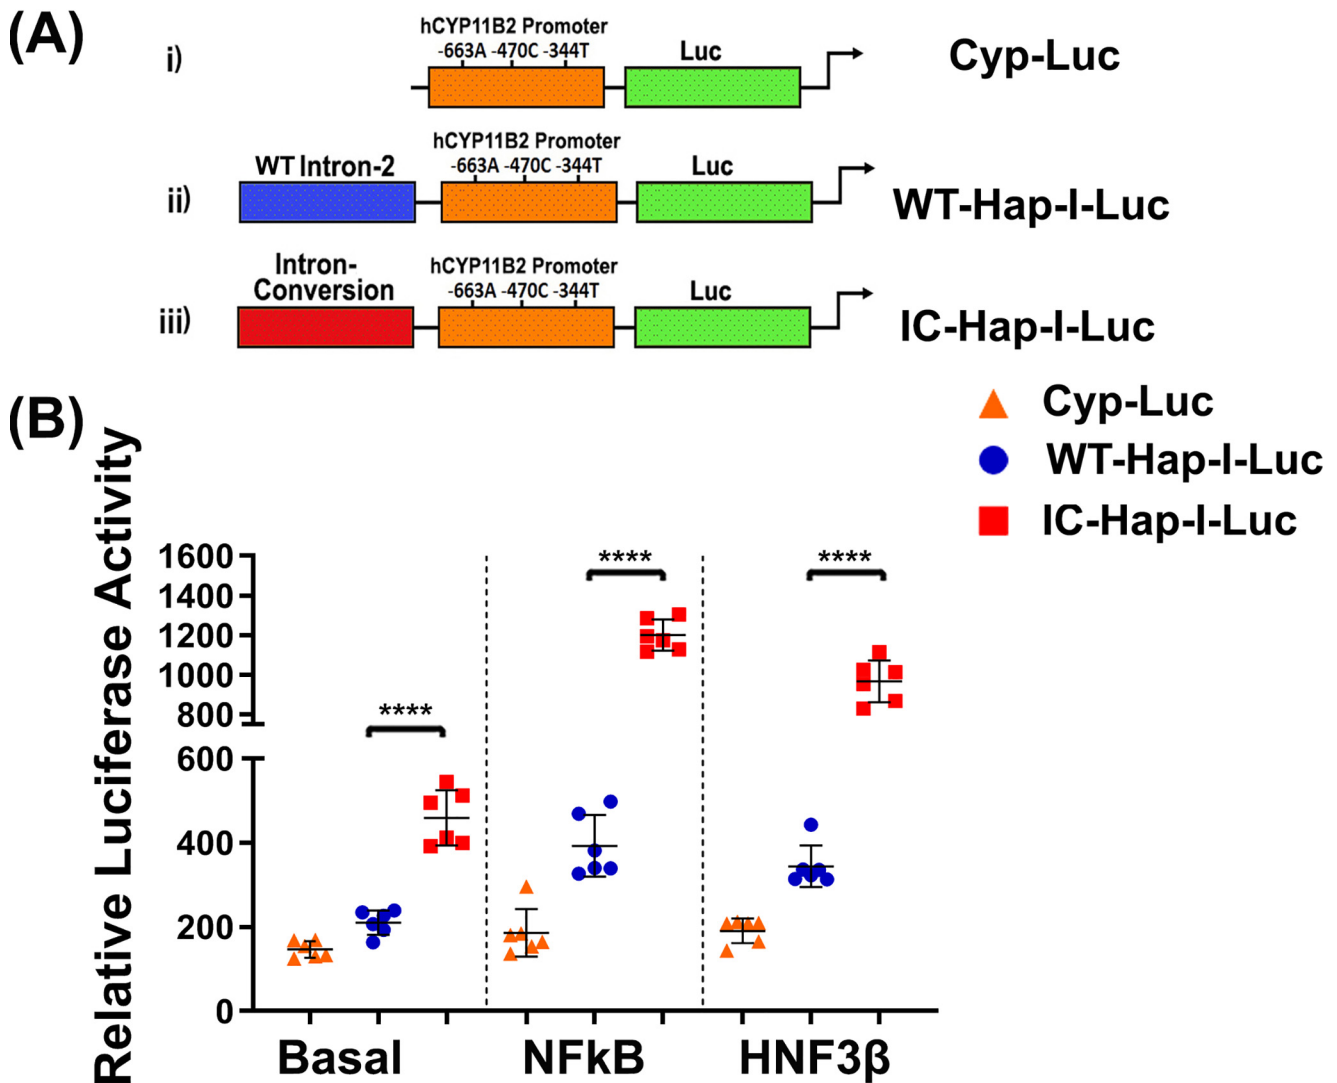 (A)
i)
hCYP11B2 Promoter
-663A -470C -344T
Luc
Cyp-Luc
ii)
WT Intron-2
hCYP11B2 Promoter
-663A -470C -344T
Luc
WT-Hap-I-Luc
iii)
Intron-
Conversion
hCYP11B2 Promoter
-663A -470C -344T
Luc
IC-Hap-I-Luc
(B)
Cyp-Luc
WT-Hap-I-Luc
IC-Hap-I-Luc
Relative Luciferase Activity
1600
1400
1200
1000
800
600
400
200
0
****
****
****
Basal
NFkB
HNF3β